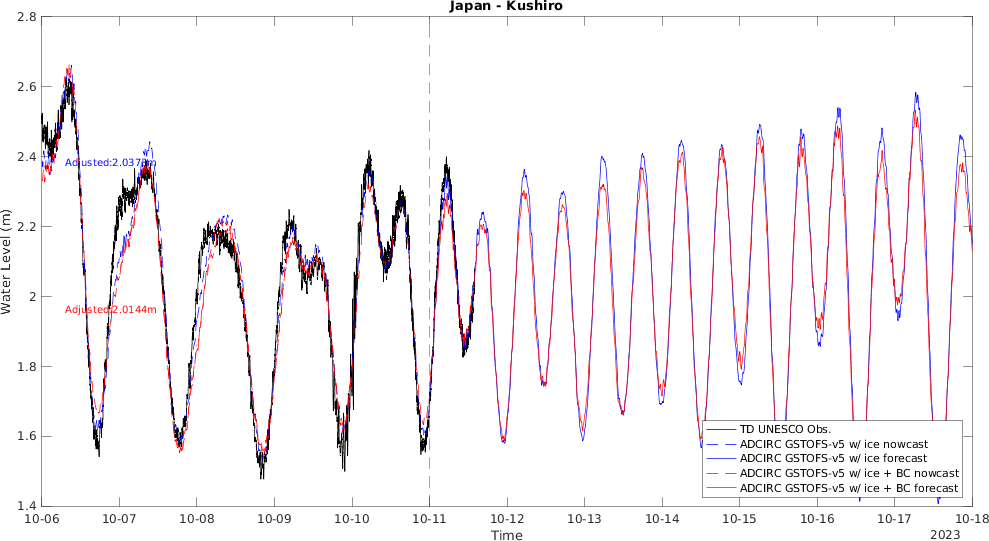 Japan - Kushiro
2.8
2.6
2.4
2.2
2
1.8
1.6
1.4
Water Level (m)
Adjusted:2.0375m
Adjusted:2.0144m
TD UNESCO Obs.
ADCIRC GSTOFS-v5 w/ ice nowcast
ADCIRC GSTOFS-v5 w/ ice forecast
ADCIRC GSTOFS-v5 w/ ice + BC nowcast
ADCIRC GSTOFS-v5 w/ ice + BC forecast
10-06 10-07 10-08 10-09 10-10 10-11 10-12 10-13 10-14 10-15 10-16 10-17 10-18
Time
2023